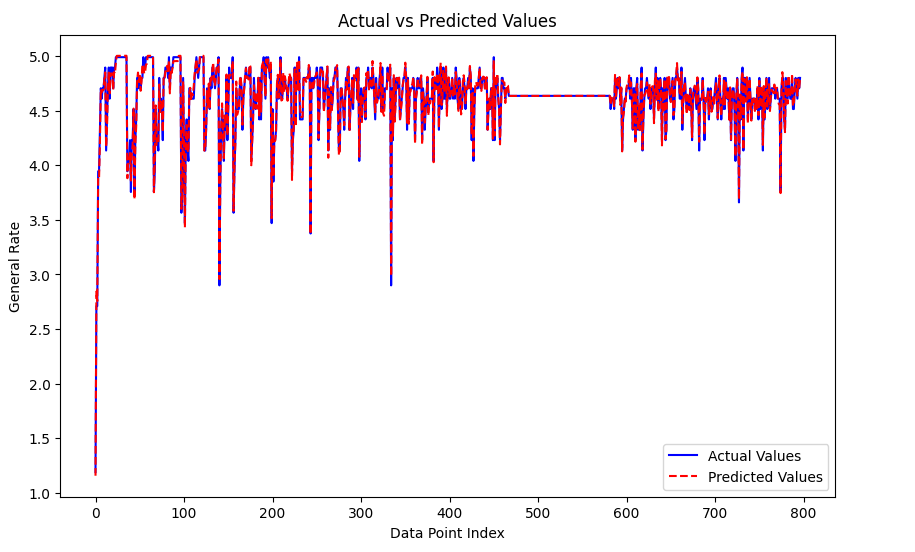 Actual vs Predicted Values
General Rate
5.0
4.5
4.0
3.5
3.0
2.5
2.0
1.5
1.0
0 100 200 300 400 500 600 700 800
Data Point Index
Actual Values
Predicted Values